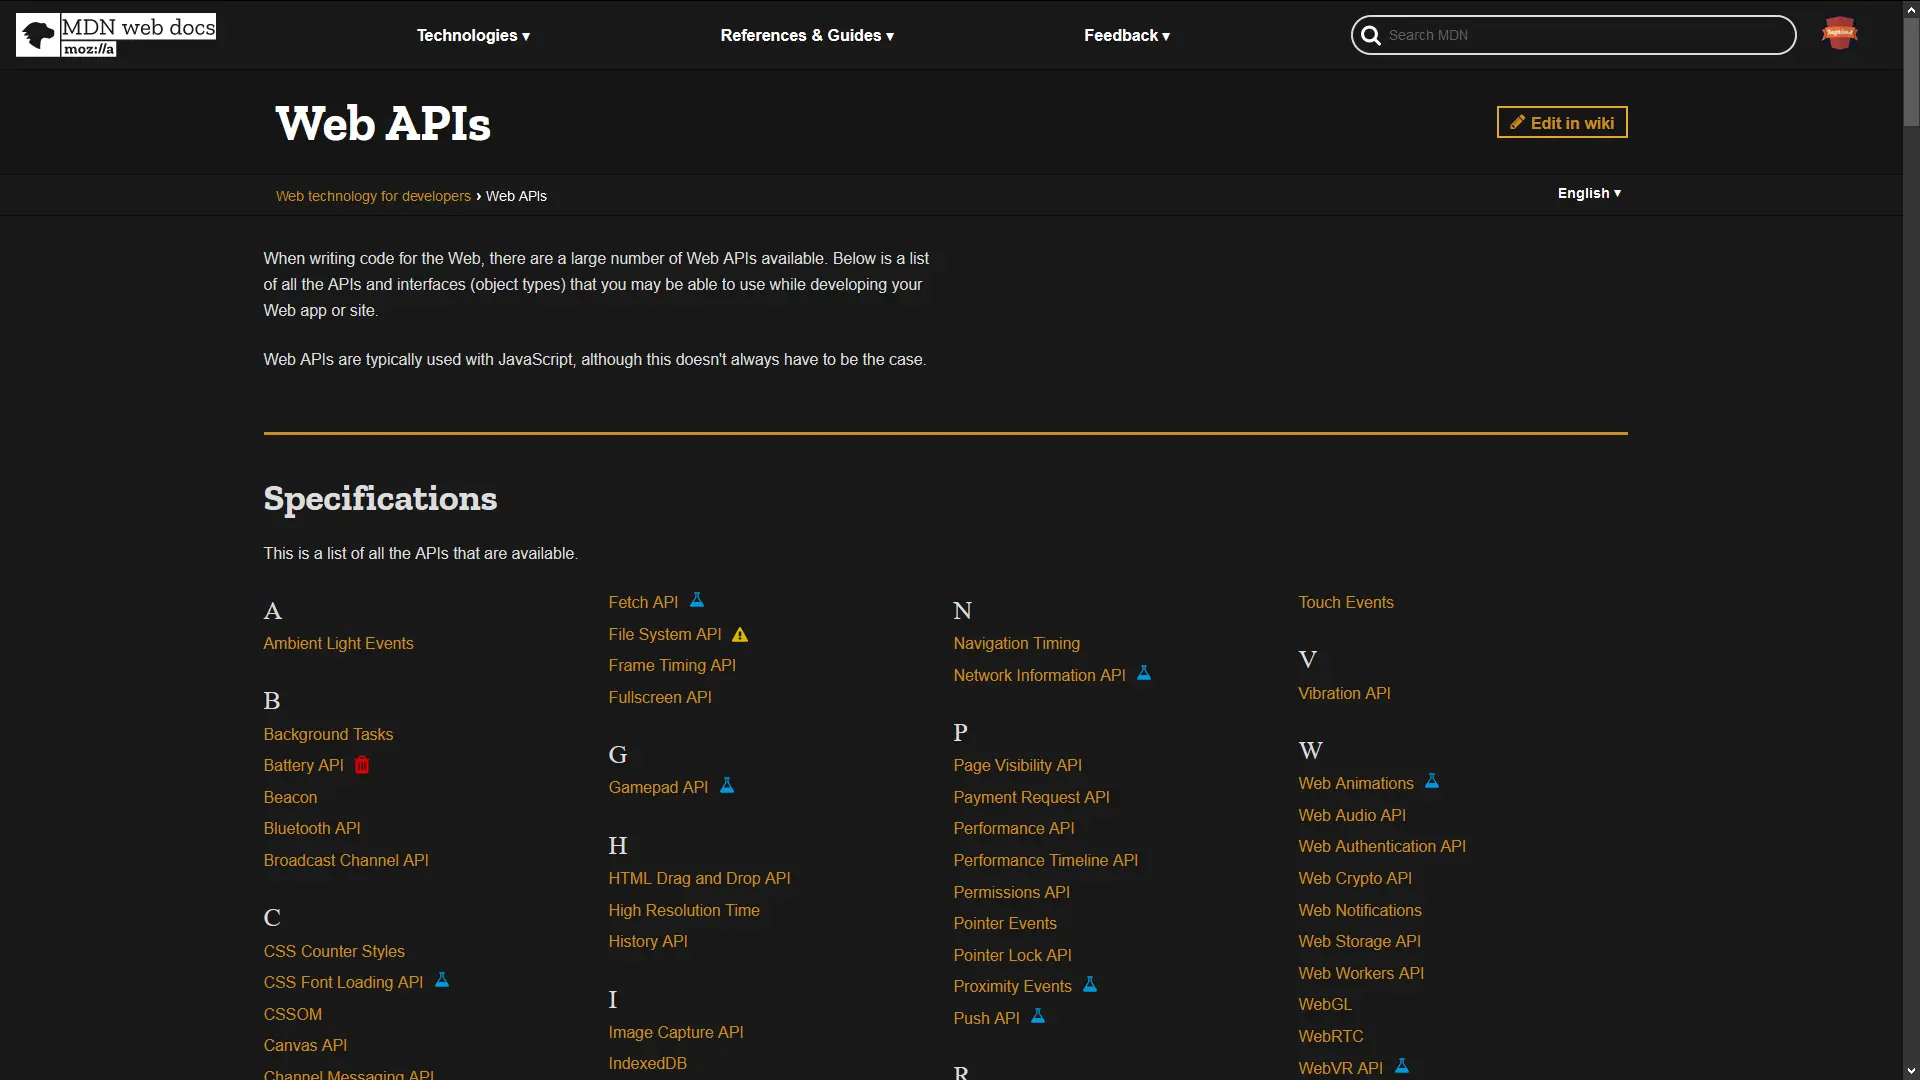 MDN web docs
moz://a
Technologies ▾
References & Guides ▾
Feedback ▾
Search MDN
Web APIs
Edit in wiki
Web technology for developers › Web APIs
English ▾
When writing code for the Web, there are a large number of Web APIs available. Below is a list
of all the APIs and interfaces (object types) that you may be able to use while developing your
Web app or site.
Web APIs are typically used with JavaScript, although this doesn't always have to be the case.
Specifications
This is a list of all the APIs that are available.
A
Ambient Light Events
B
Background Tasks
Battery API
Beacon
Bluetooth API
Broadcast Channel API
C
CSS Counter Styles
CSS Font Loading API
CSSOM
Canvas API
Channel Messaging API
Fetch API
File System API
Frame Timing API
Fullscreen API
G
Gamepad API
H
HTML Drag and Drop API
High Resolution Time
History API
I
Image Capture API
IndexedDB
N
Navigation Timing
Network Information API
P
Page Visibility API
Payment Request API
Performance API
Performance Timeline API
Permissions API
Pointer Events
Pointer Lock API
Proximity Events
Push API
R
Touch Events
V
Vibration API
W
Web Animations
Web Audio API
Web Authentication API
Web Crypto API
Web Notifications
Web Storage API
Web Workers API
WebGL
WebRTC
WebVR API